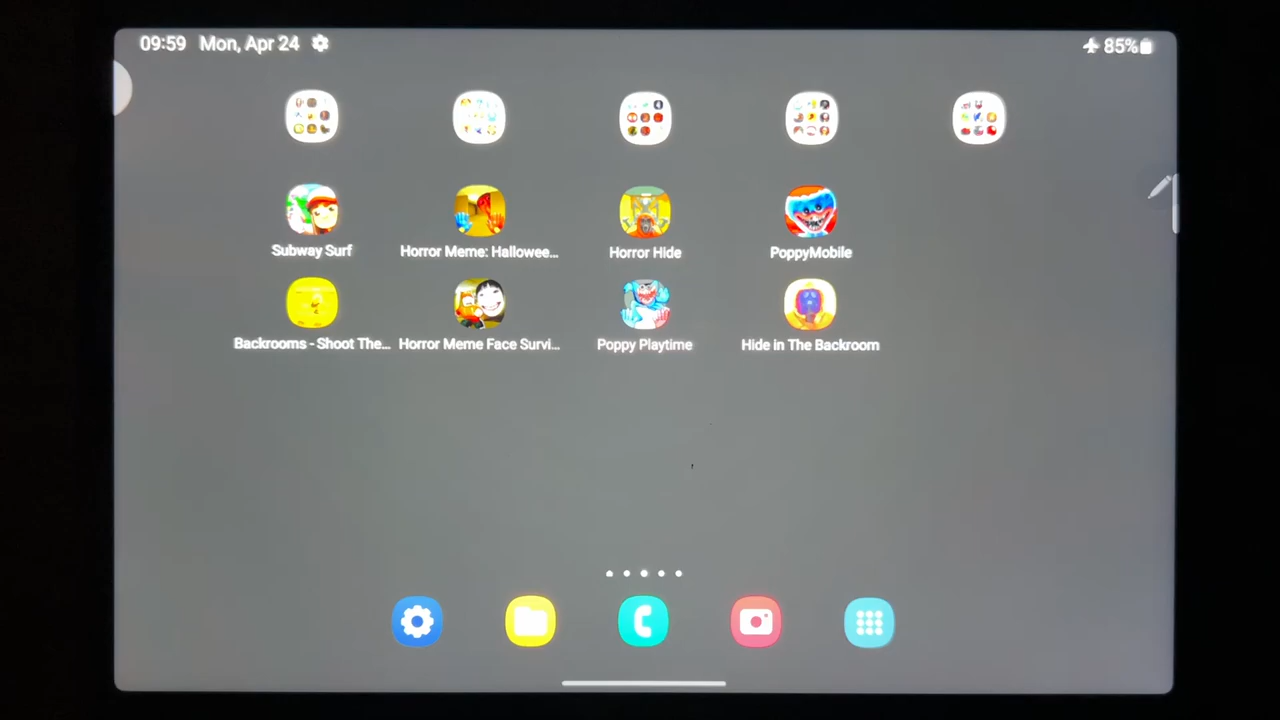 09:59 Mon, Apr 24
85%
Subway Surf
Horror Meme: Hallowee...
Horror Hide
PoppyMobile
Backrooms - Shoot The...
Horror Meme Face Survi...
Poppy Playtime
Hide in The Backroom